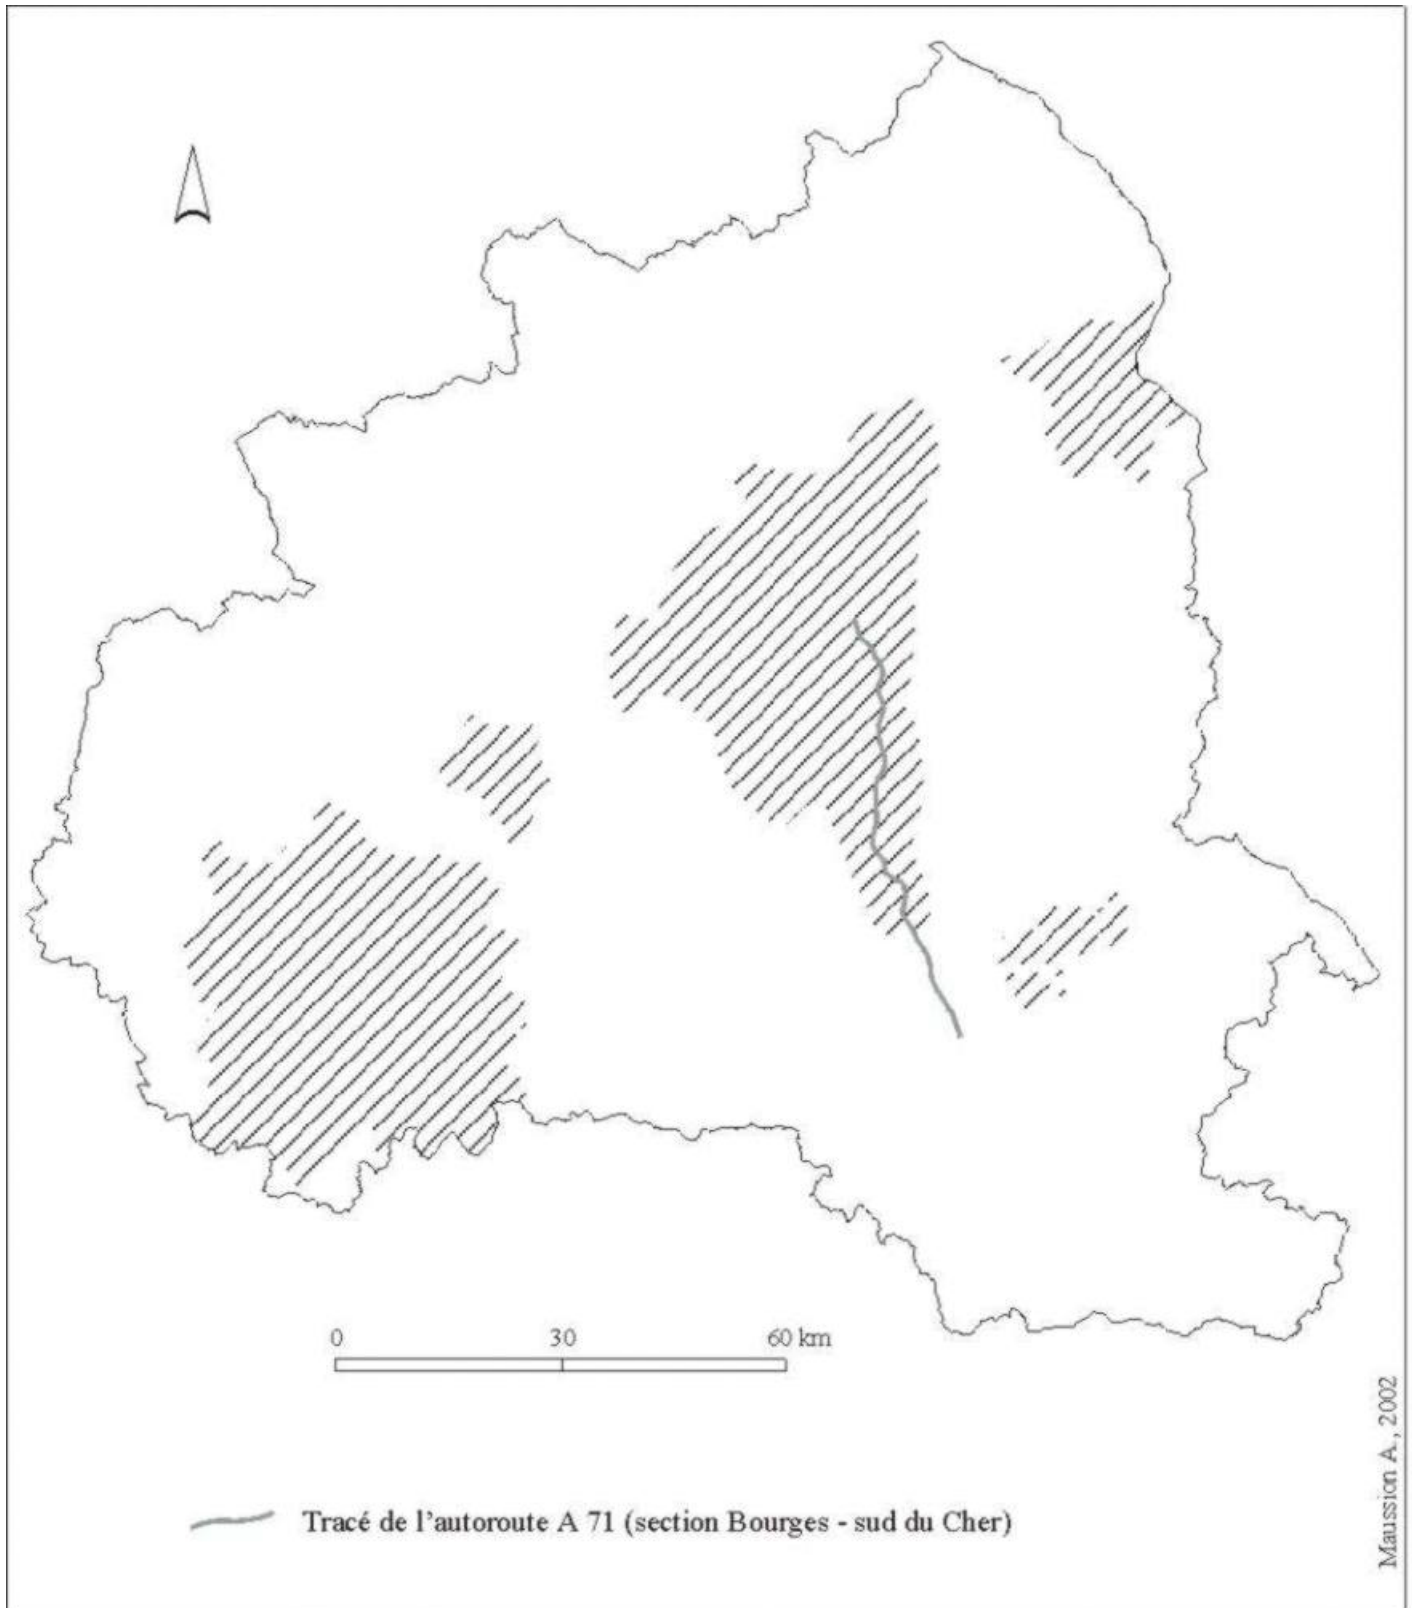 0 30 60 km
Tracé de l'autoroute A 71 (section Bourges - sud du Cher)
Maussion A., 2002